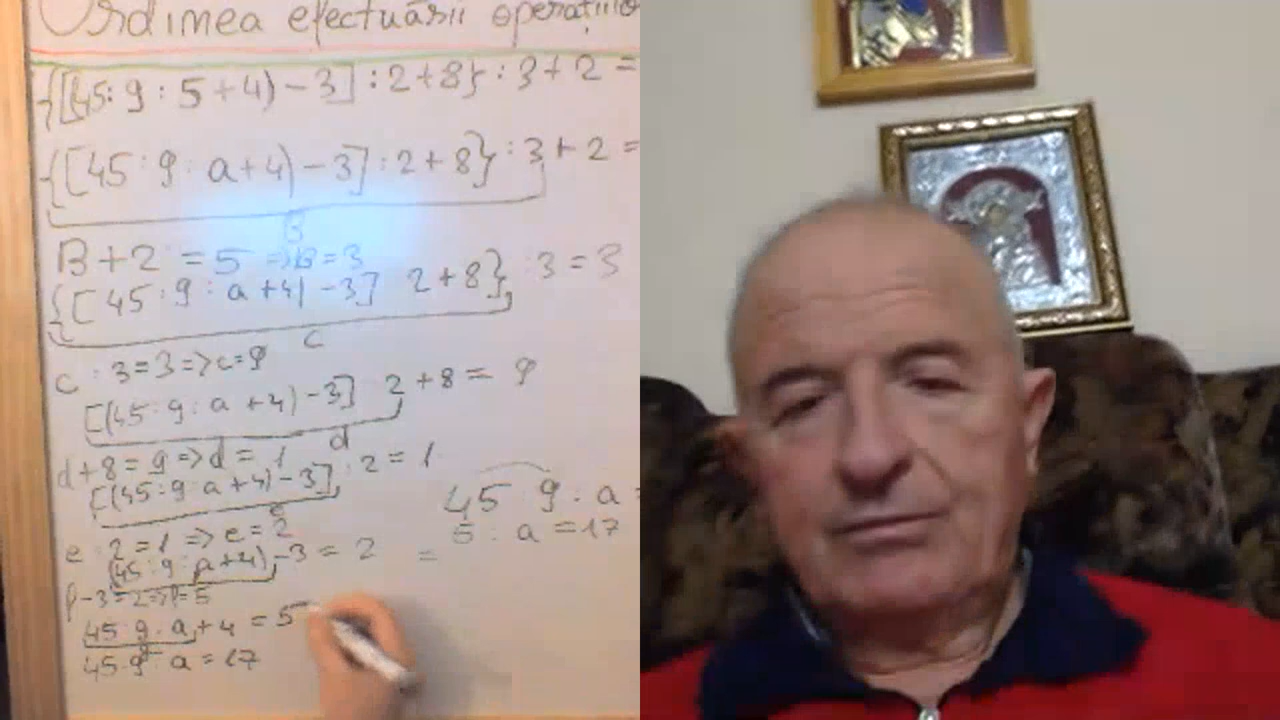 Ordinea efectuării operațiilo
{[(45:9:5+4)-3]:2+8}:3+2=
{[(45:9:a+4)-3]:2+8}:3+2=
B
B+2=5=>B=3
{[(45:9:a+4)-3] 2+8}:3=3
c
c:3=3=>c=9
[(45:9:a+4)-3] 2+8=9
d
d+8=9=>d=1
[(45:9:a+4)-3]:2=1
e
e:2=1=>e=2
(45:9:a+4)-3=2
f-3=2=>f=5
45:9:a+4=5
45:9:a=17
45 9:a=
5:a=17
=